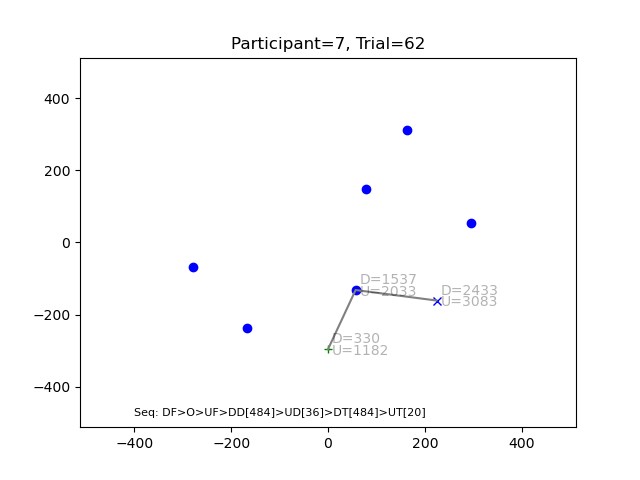 Participant=7, Trial=62
400
200
0
−200
−400
D=1537
U=2033
D=2433
U=3083
D=330
U=1182
Seq: DF>O>UF>DD[484]>UD[36]>DT[484]>UT[20]
−400 −200 0 200 400